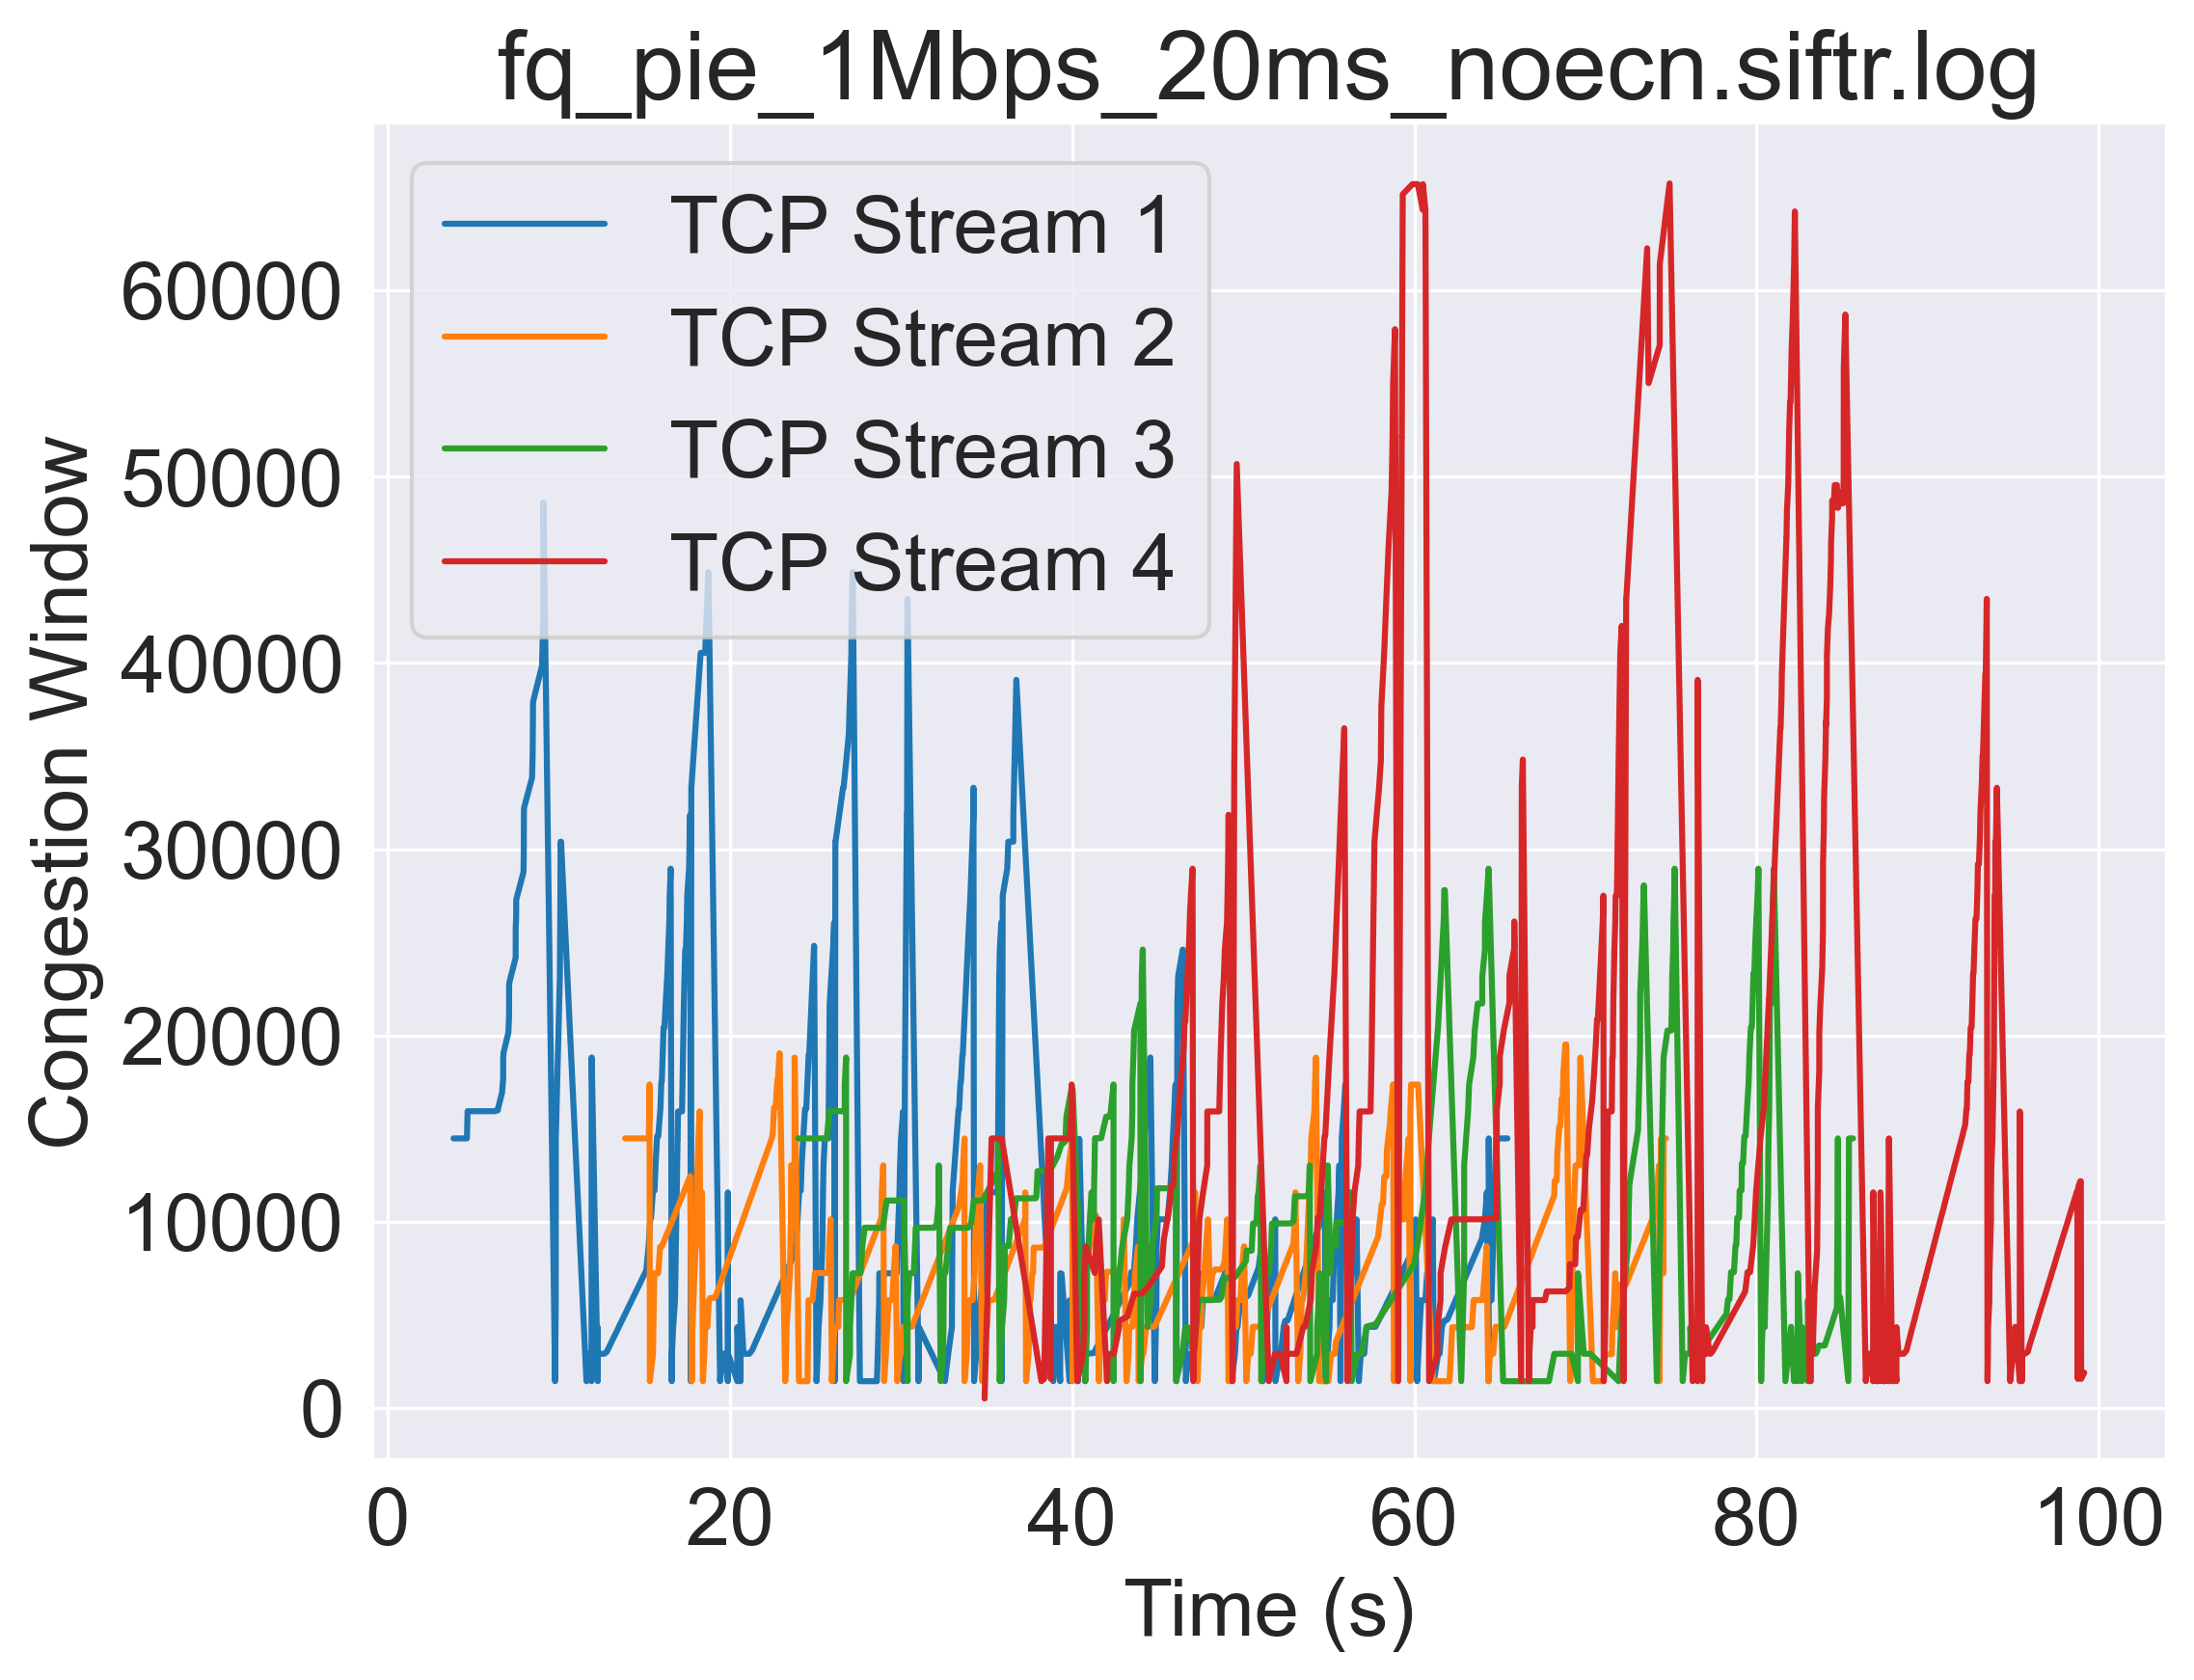 fq_pie_1Mbps_20ms_noecn.siftr.log
TCP Stream 1
TCP Stream 2
TCP Stream 3
TCP Stream 4
Congestion Window
60000
50000
40000
30000
20000
10000
0
0 20 40 60 80 100
Time (s)